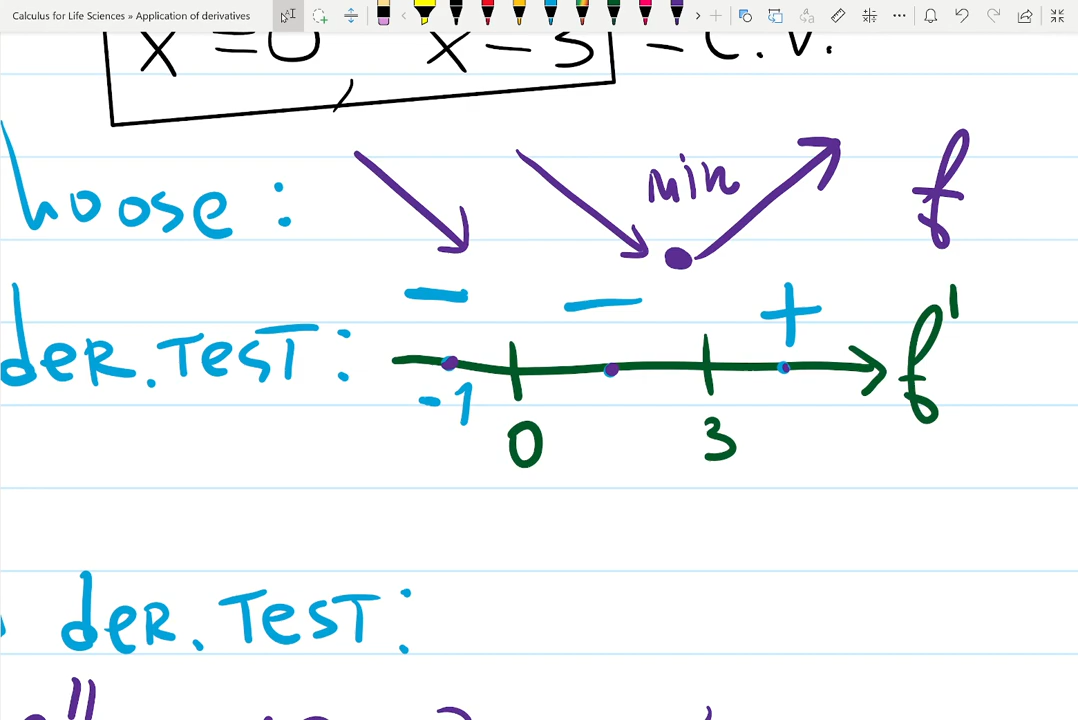 Calculus for Life Sciences » Application of derivatives
x = 0, x = 3 - c.v.
hoose:
min
f
der. Test:
- - +
f'
-1
0 3
der. Test: